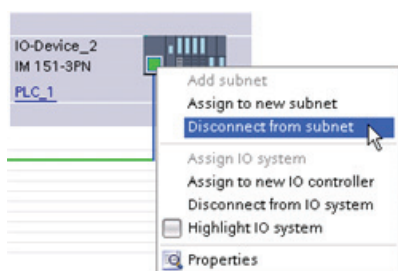 IO-Device_2
IM 151-3PN
PLC_1
Add subnet
Assign to new subnet
Disconnect from subnet
Assign IO system
Assign to new IO controller
Disconnect from IO system
Highlight IO system
Properties